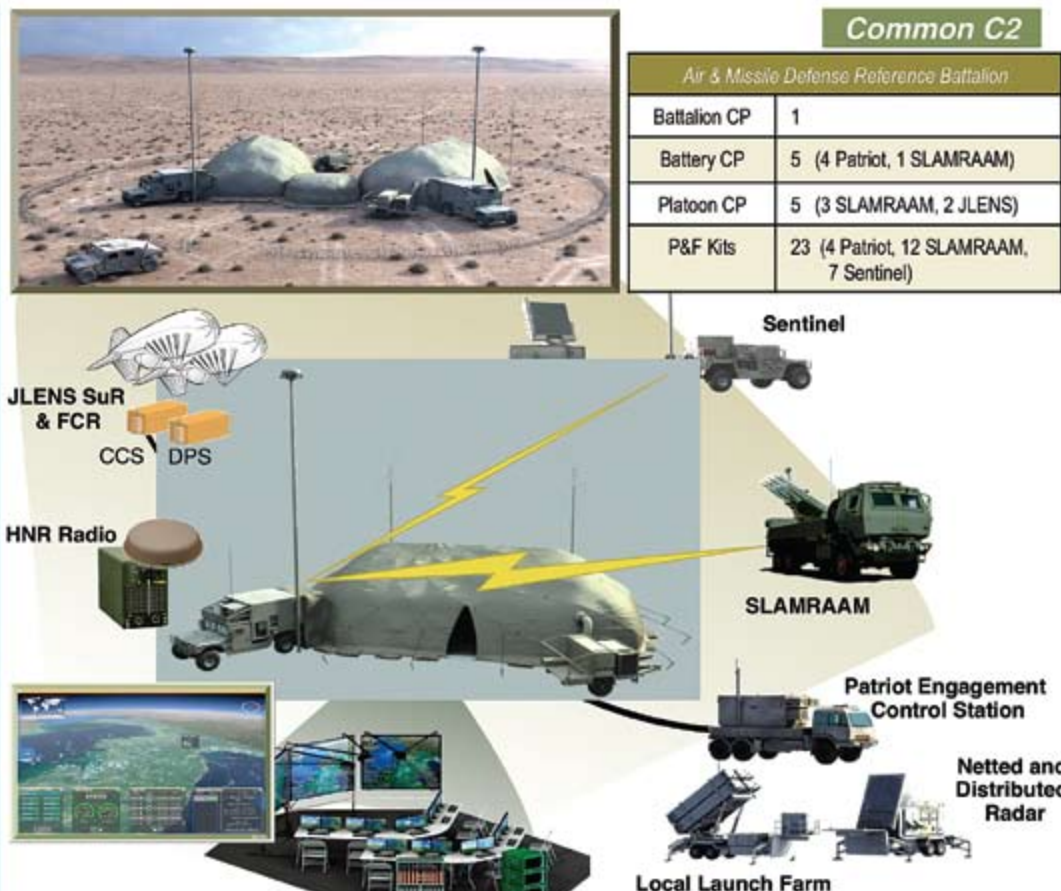 Common C2
Air & Missile Defense Reference Battalion
Battalion CP 1
Battery CP 5 (4 Patriot, 1 SLAMRAAM)
Platoon CP 5 (3 SLAMRAAM, 2 JLENS)
P&F Kits 23 (4 Patriot, 12 SLAMRAAM,
7 Sentinel)
Sentinel
JLENS SuR
& FCR
CCS DPS
HNR Radio
SLAMRAAM
Patriot Engagement
Control Station
Netted and
Distributed
Radar
Local Launch Farm